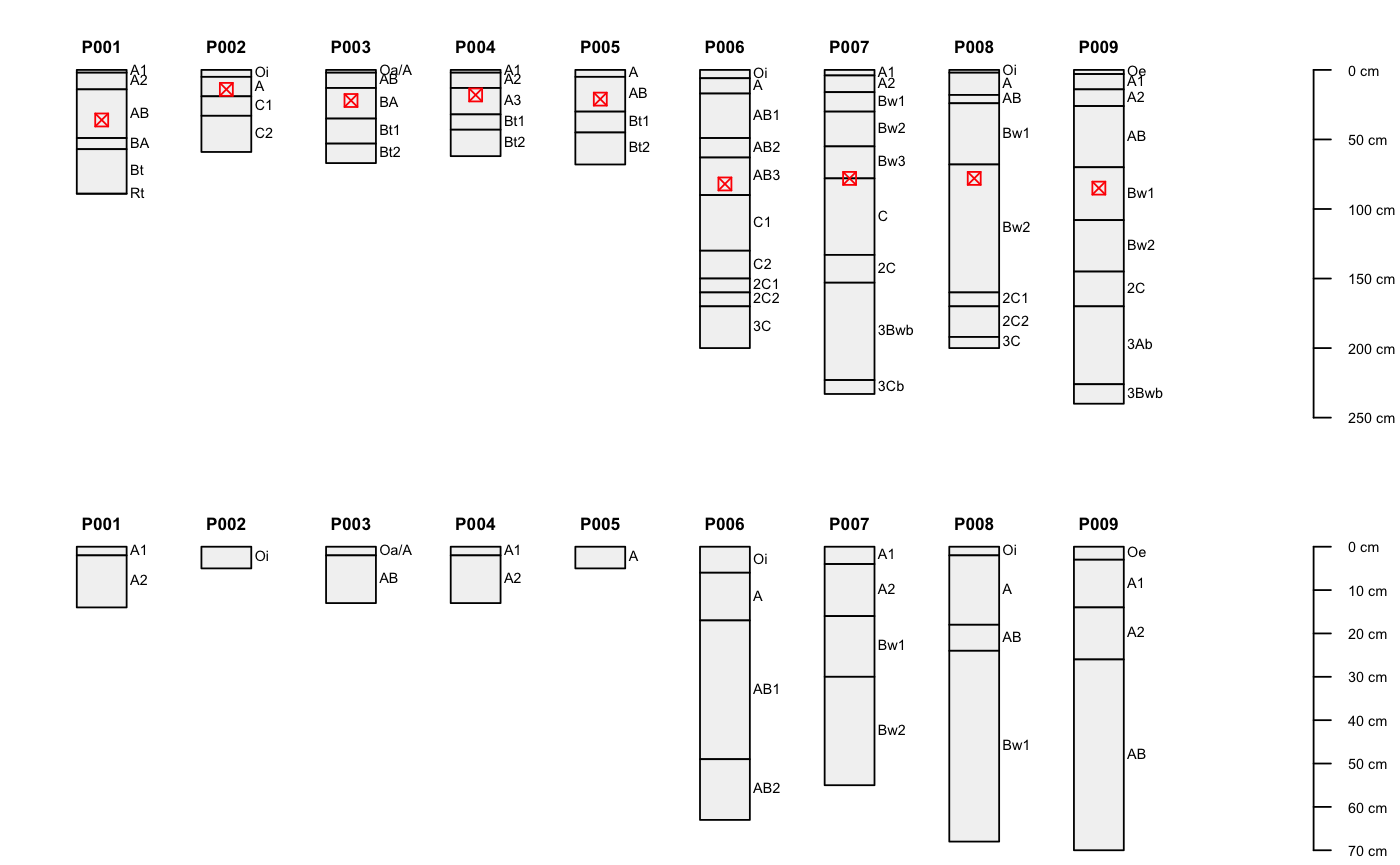 P001 P002 P003 P004 P005 P006 P007 P008 P009
A1
A2
AB
BA
Bt
Rt
Oi
A
C1
C2
Oa/A
AB
BA
Bt1
Bt2
A1
A2
A3
Bt1
Bt2
A
AB
Bt1
Bt2
Oi
A
AB1
AB2
AB3
C1
C2
2C1
2C2
3C
A1
A2
Bw1
Bw2
Bw3
C
2C
3Bwb
3Cb
Oi
A
AB
Bw1
Bw2
2C1
2C2
3C
Oe
A1
A2
AB
Bw1
Bw2
2C
3Ab
3Bwb
0 cm
50 cm
100 cm
150 cm
200 cm
250 cm
P001 P002 P003 P004 P005 P006 P007 P008 P009
A1
A2
Oi
Oa/A
AB
A1
A2
A
Oi
A
AB1
AB2
A1
A2
Bw1
Bw2
Oi
A
AB
Bw1
Oe
A1
A2
AB
0 cm
10 cm
20 cm
30 cm
40 cm
50 cm
60 cm
70 cm